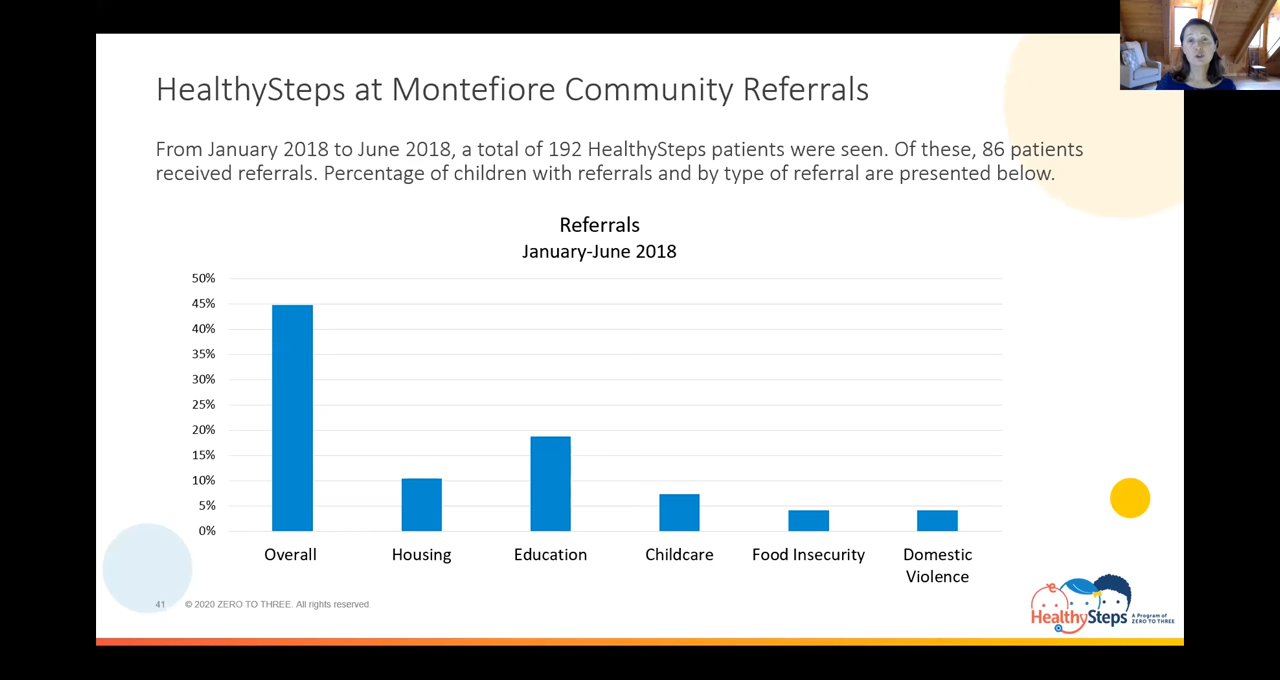 HealthySteps at Montefiore Community Referrals
From January 2018 to June 2018, a total of 192 HealthySteps patients were seen. Of these, 86 patients
received referrals. Percentage of children with referrals and by type of referral are presented below.
Referrals
January-June 2018
50%
45%
40%
35%
30%
25%
20%
15%
10%
5%
0%
Overall
Housing
Education
Childcare
Food Insecurity
Domestic
Violence
41
© 2020 ZERO TO THREE. All rights reserved.
HealthySteps
A Program of
ZERO TO THREE